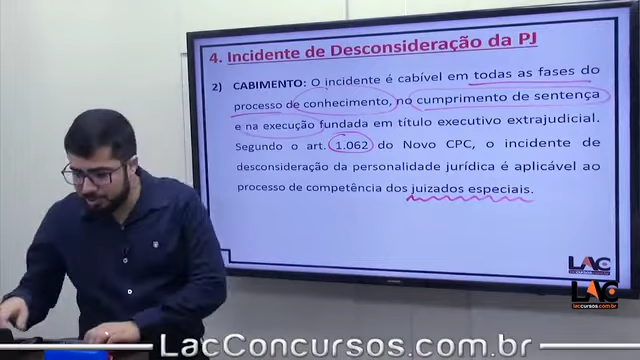 4. Incidente de Desconsideração da PJ
2) CABIMENTO: O incidente é cabível em todas as fases do
processo de conhecimento, no cumprimento de sentença
e na execução fundada em título executivo extrajudicial.
Segundo o art. 1.062 do Novo CPC, o incidente de
desconsideração da personalidade jurídica é aplicável ao
processo de competência dos juizados especiais.
LAC
LAC
LacConcursos.com.br